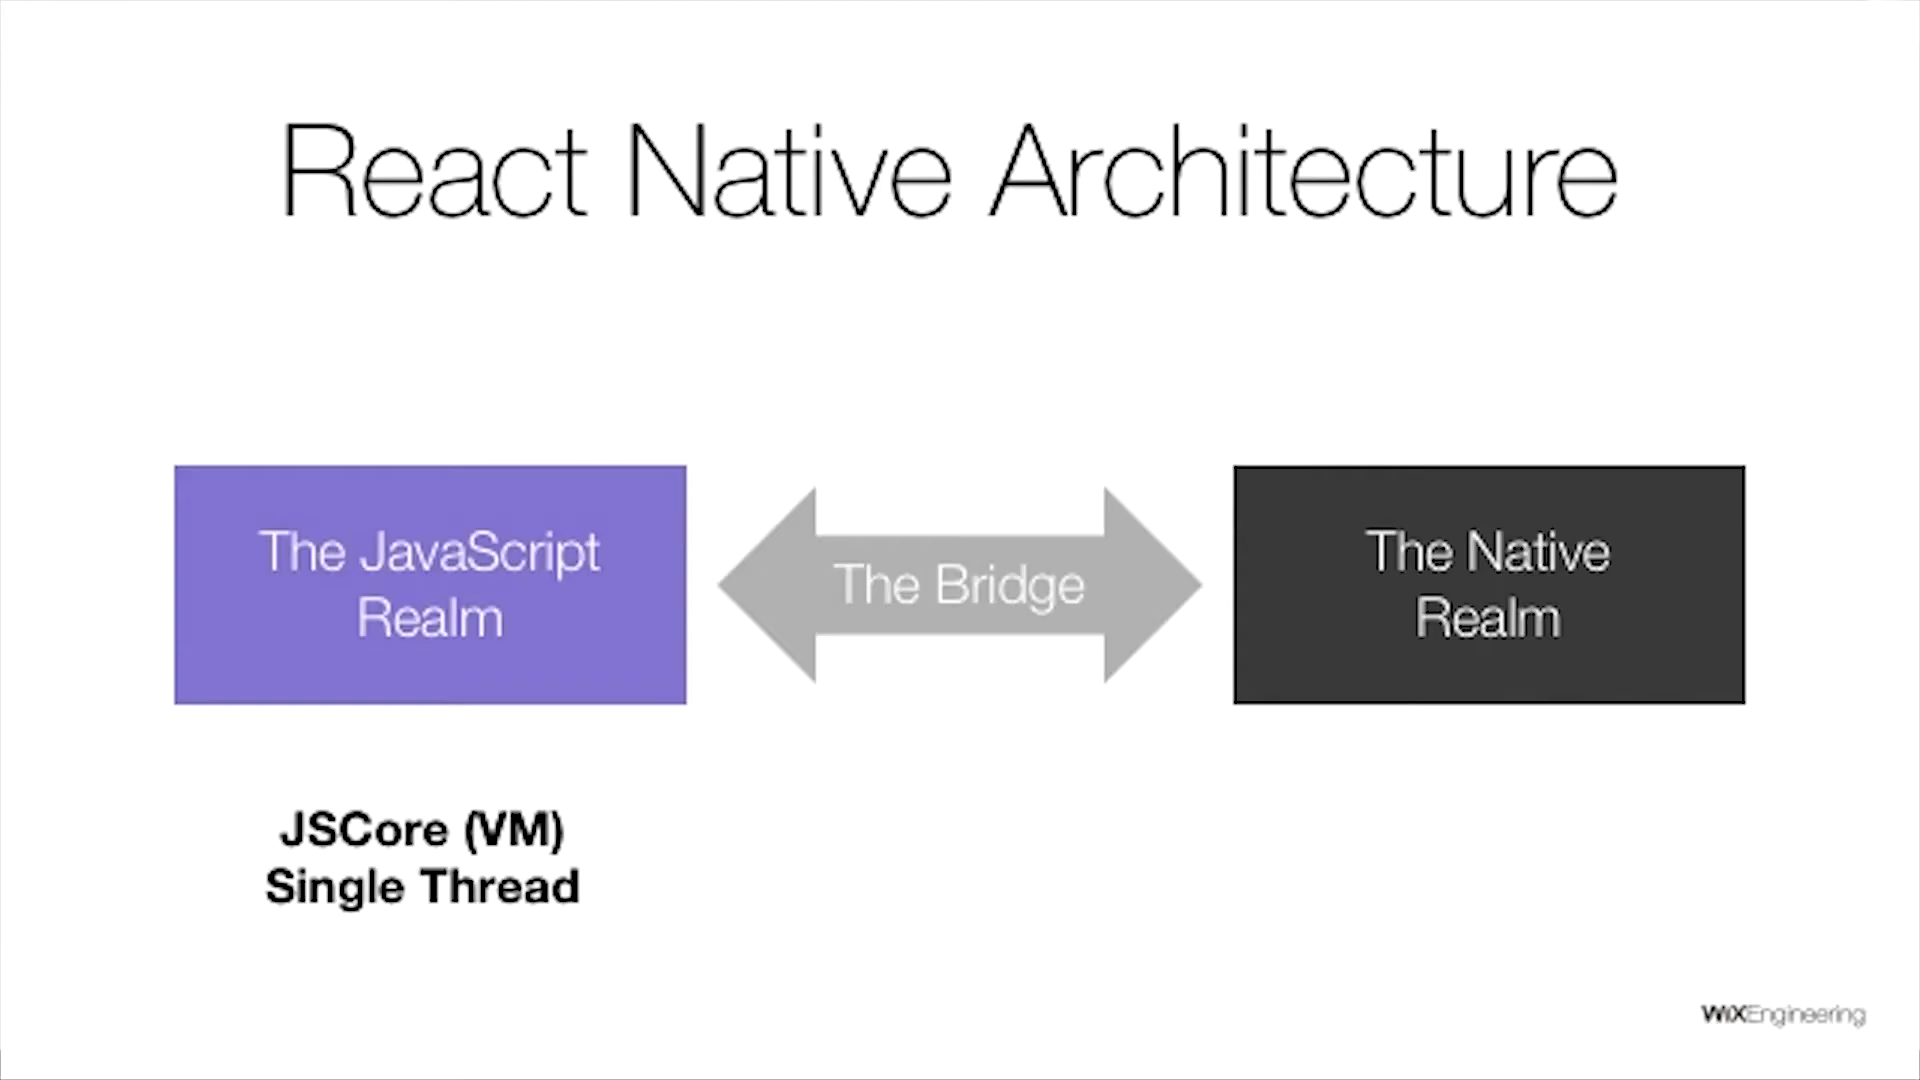 React Native Architecture
The JavaScript
Realm
The Bridge
The Native
Realm
JSCore (VM)
Single Thread
WiXEngineering